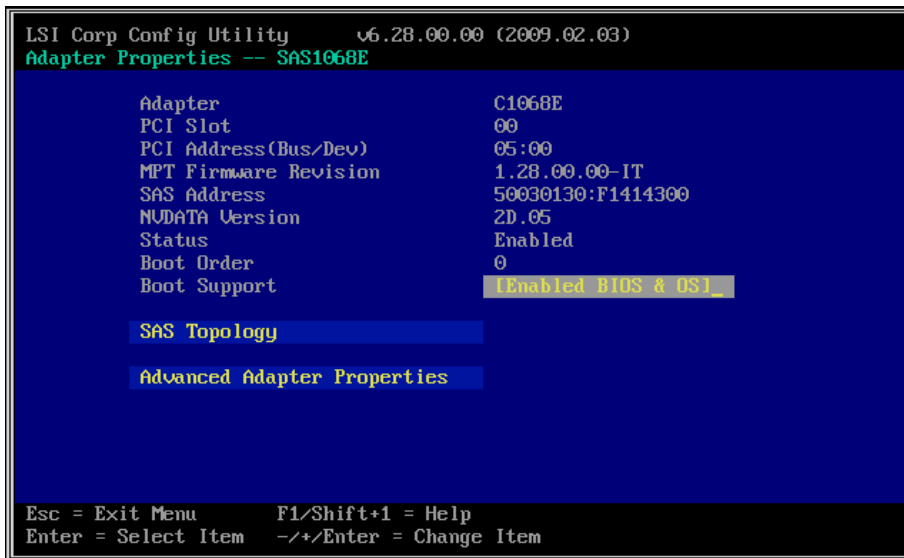 LSI Corp Config Utility v6.28.00.00 (2009.02.03)
Adapter Properties -- SAS1068E
Adapter C1068E
PCI Slot 00
PCI Address(Bus/Dev) 05:00
MPT Firmware Revision 1.28.00.00-IT
SAS Address 50030130:F1414300
NVDATA Version 2D.05
Status Enabled
Boot Order 0
Boot Support [Enabled BIOS & OS]_
SAS Topology
Advanced Adapter Properties
Esc = Exit Menu F1/Shift+1 = Help
Enter = Select Item -/+/Enter = Change Item